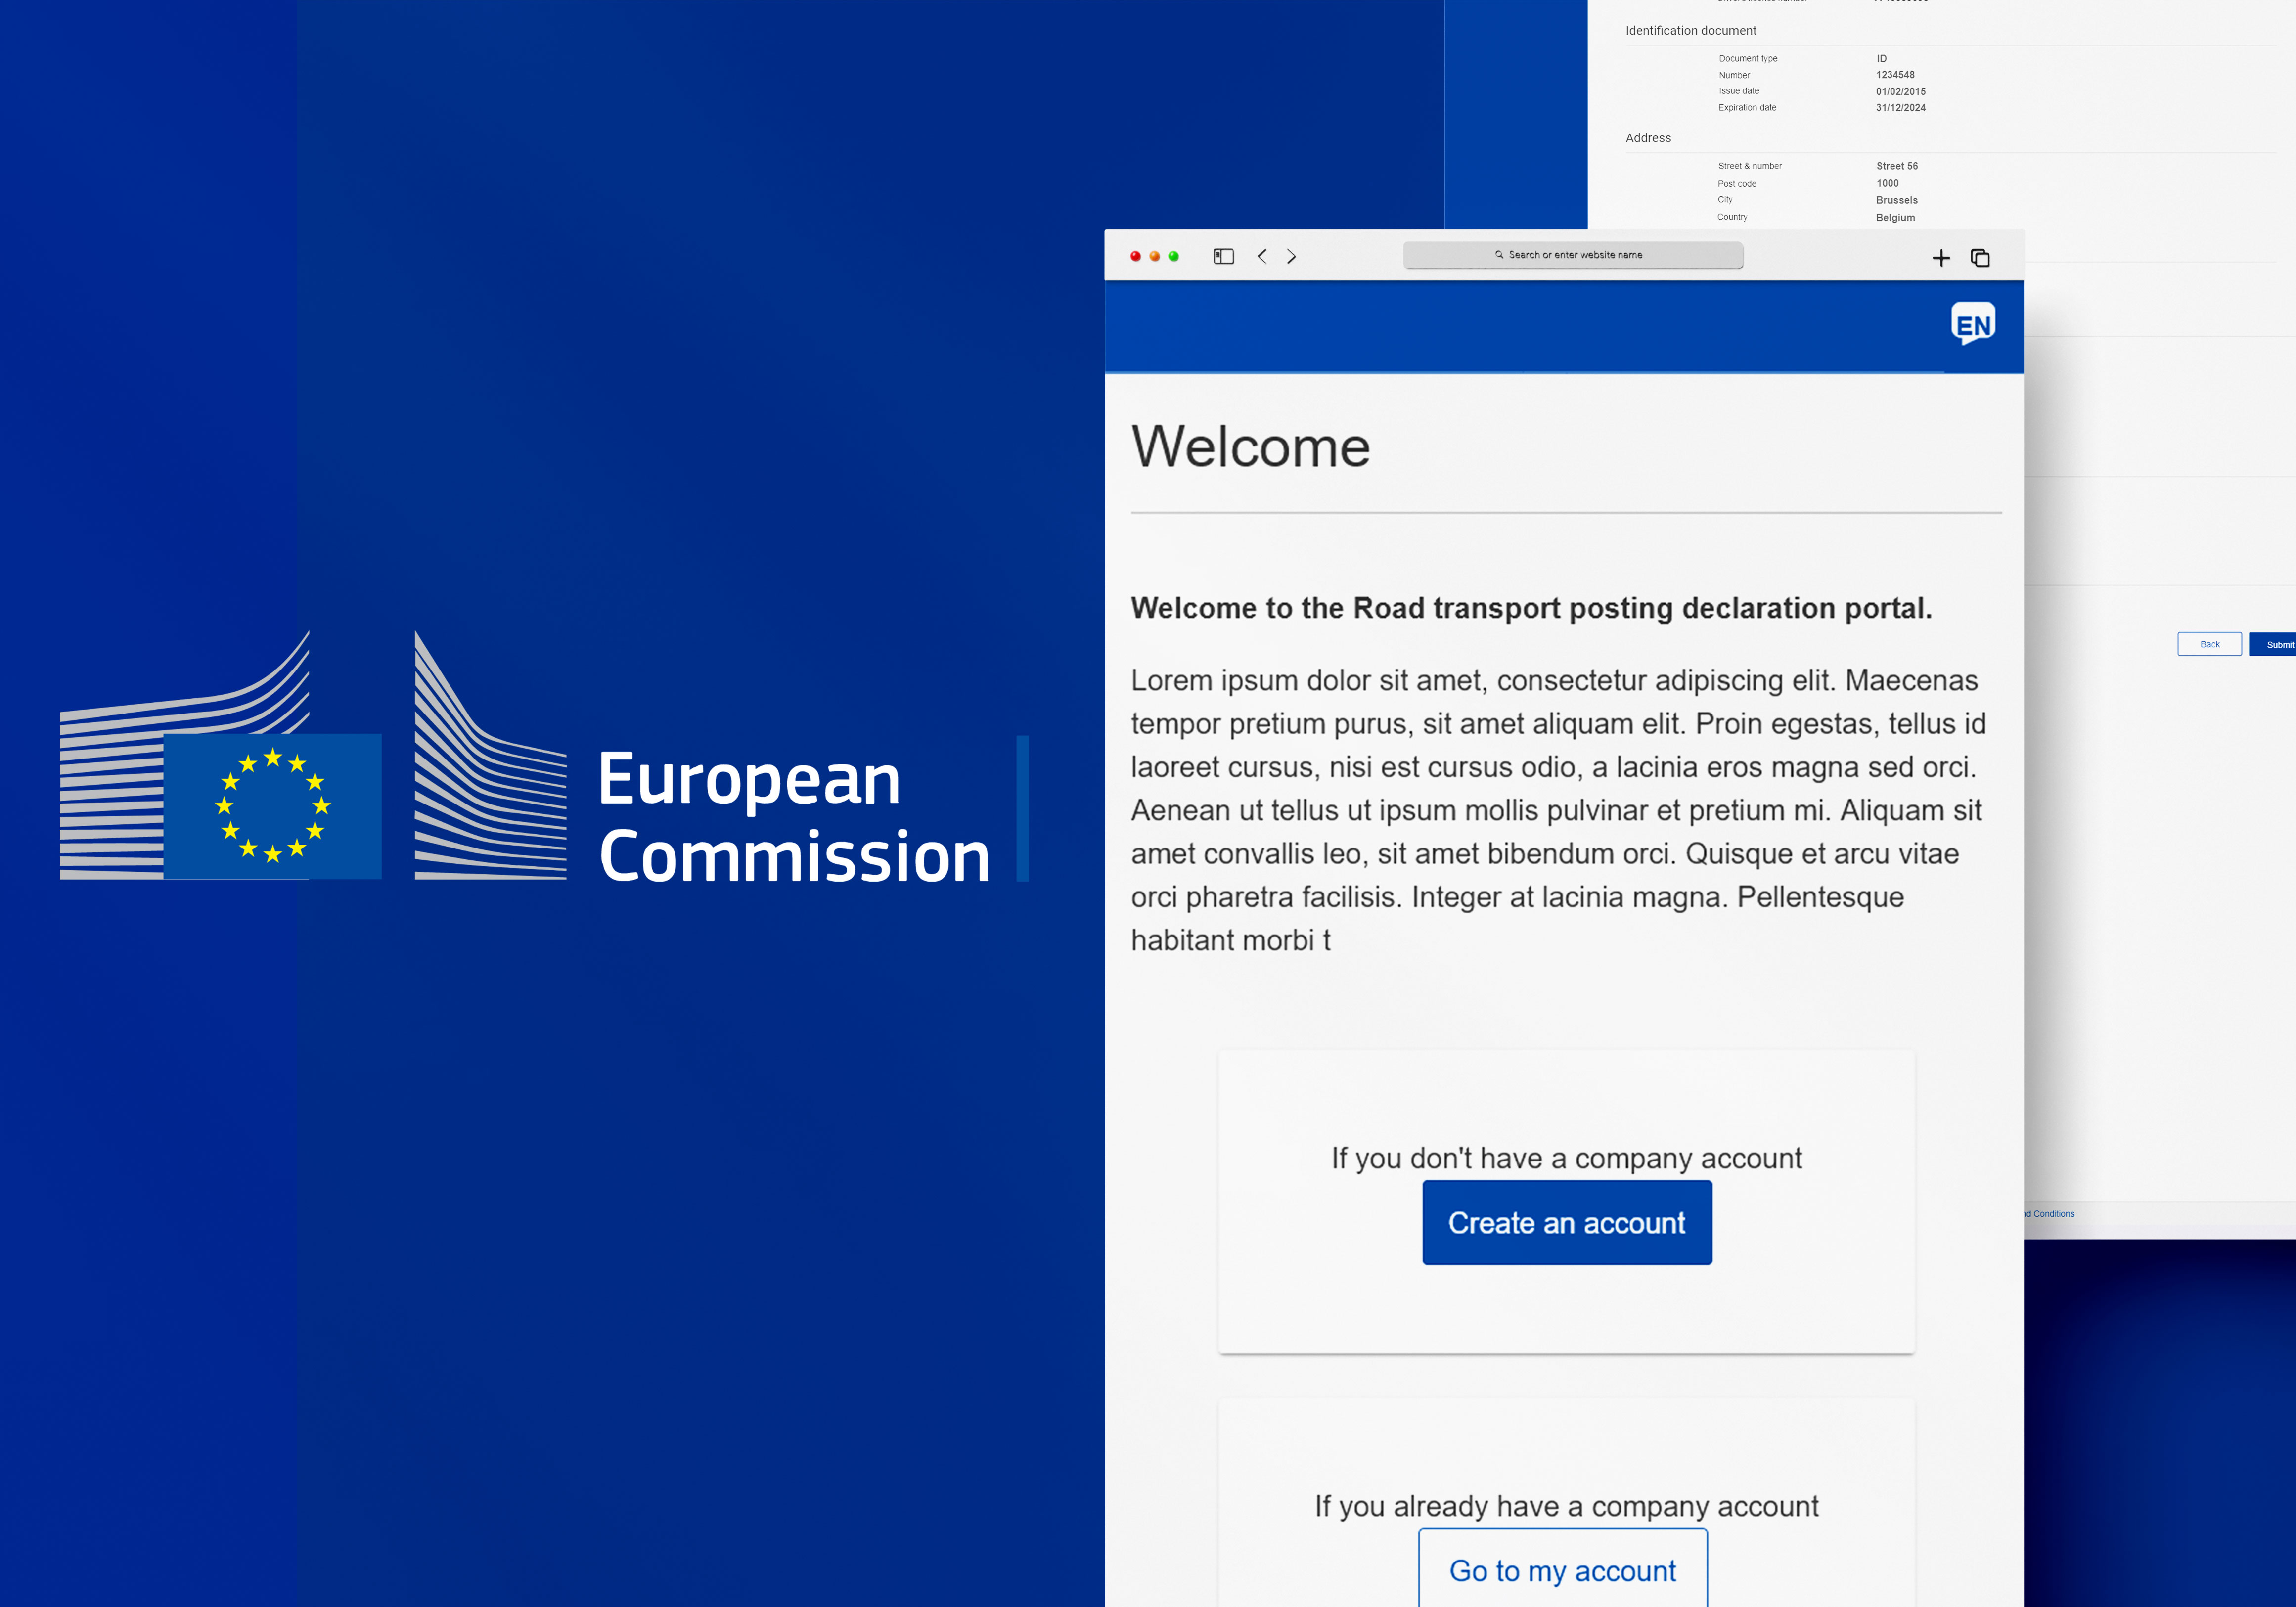 European
Commission
Identification document
Document type ID
Number 1234548
Issue date 01/02/2015
Expiration date 31/12/2024
Address
Street & number Street 56
Post code 1000
City Brussels
Country Belgium
Search or enter website name
EN
Welcome
Welcome to the Road transport posting declaration portal.
Lorem ipsum dolor sit amet, consectetur adipiscing elit. Maecenas
tempor pretium purus, sit amet aliquam elit. Proin egestas, tellus id
laoreet cursus, nisi est cursus odio, a lacinia eros magna sed orci.
Aenean ut tellus ut ipsum mollis pulvinar et pretium mi. Aliquam sit
amet convallis leo, sit amet bibendum orci. Quisque et arcu vitae
orci pharetra facilisis. Integer at lacinia magna. Pellentesque
habitant morbi t
If you don't have a company account
Create an account
If you already have a company account
Go to my account
Back
Submit
Conditions